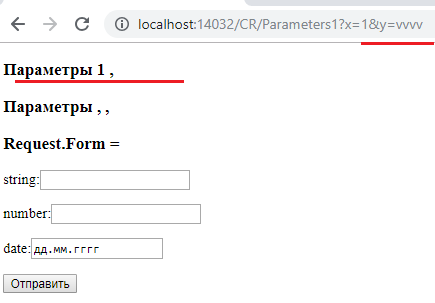 localhost:14032/CR/Parameters1?x=1&y=vvvv
Параметры 1 ,
Параметры , ,
Request.Form =
string:
number:
date: дд.мм.гггг
Отправить